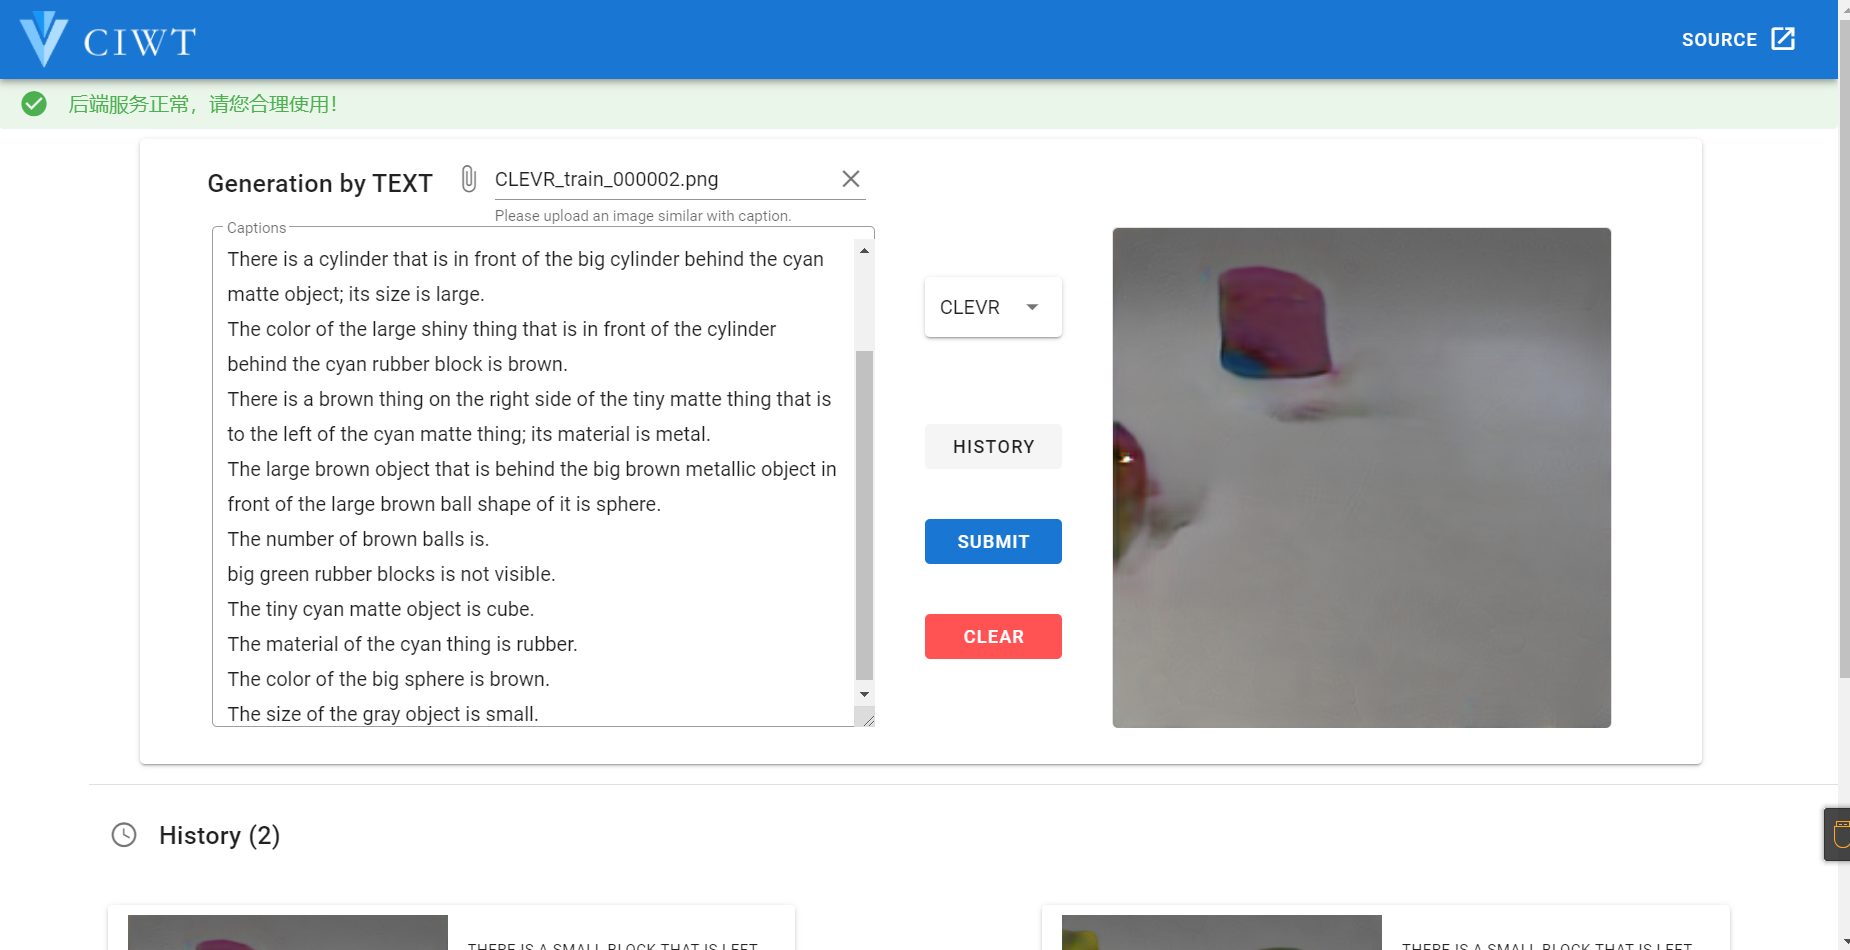 CIWT
SOURCE
后端服务正常，请您合理使用！
Generation by TEXT
CLEVR_train_000002.png
Please upload an image similar with caption.
Captions
There is a cylinder that is in front of the big cylinder behind the cyan
matte object; its size is large.
The color of the large shiny thing that is in front of the cylinder
behind the cyan rubber block is brown.
There is a brown thing on the right side of the tiny matte thing that is
to the left of the cyan matte thing; its material is metal.
The large brown object that is behind the big brown metallic object in
front of the large brown ball shape of it is sphere.
The number of brown balls is.
big green rubber blocks is not visible.
The tiny cyan matte object is cube.
The material of the cyan thing is rubber.
The color of the big sphere is brown.
The size of the gray object is small.
CLEVR
HISTORY
SUBMIT
CLEAR
History (2)
THERE IS A SMALL BLOCK THAT IS LEFT
THERE IS A SMALL BLOCK THAT IS LEFT